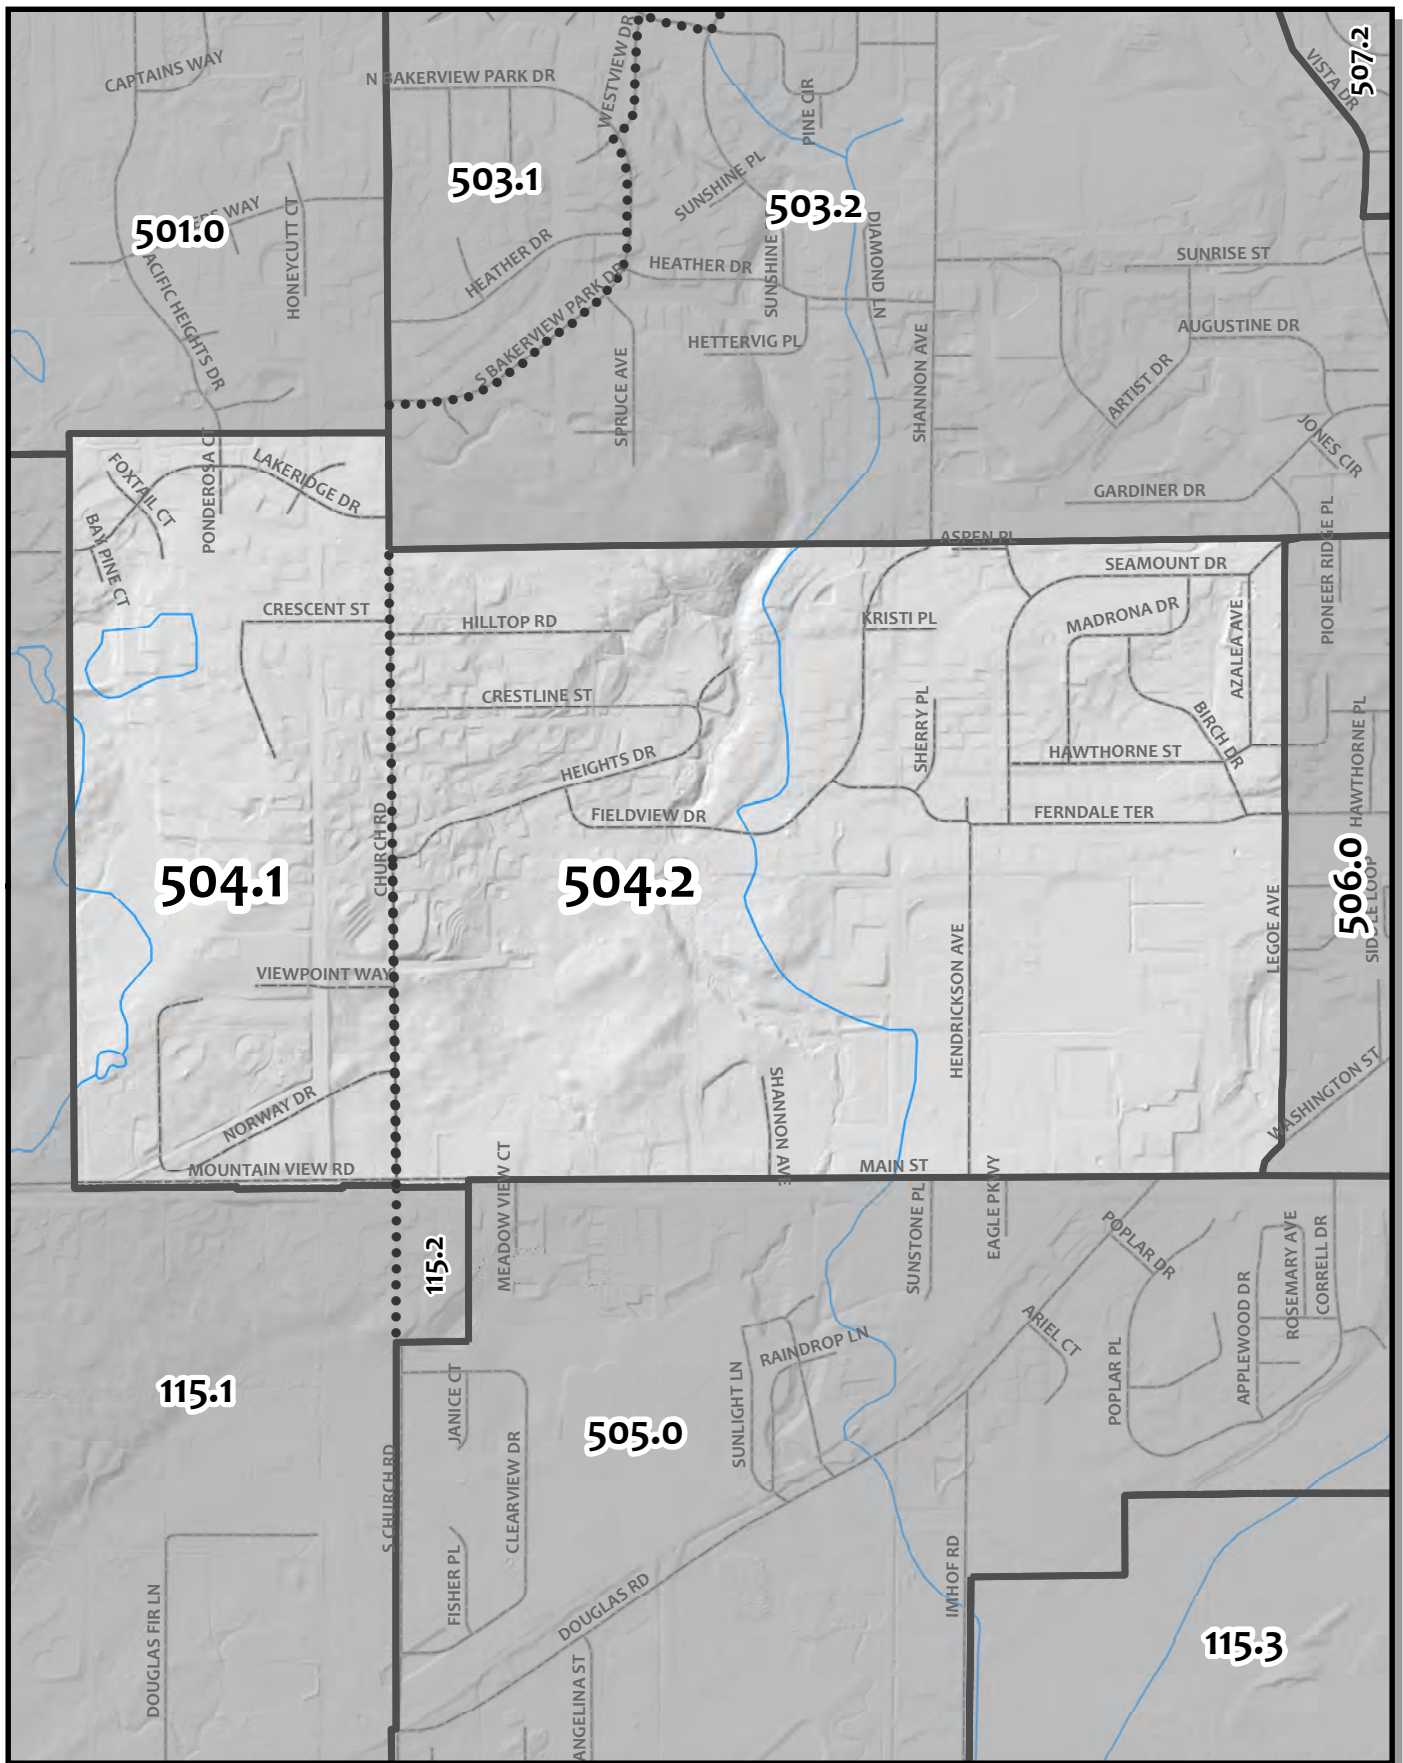 CAPTAINS WAY
N BAKERVIEW PARK DR
WESTVIEW DR
PINE CIR
VISTA DR
507.2
503.1
SUNSHINE PL
503.2
501.0
HONEYCUTT CT
PACIFIC HEIGHTS DR
HEATHER DR
HEATHER DR
SUNSHINE
DIAMOND LN
SUNRISE ST
S BAKERVIEW PARK DR
HETTERVIG PL
AUGUSTINE DR
SPRUCE AVE
SHANNON AVE
ARTIST DR
JONES CIR
FOXTAIL CT
PONDEROSA CT
LAKERIDGE DR
GARDINER DR
BAY PINE CT
ASPEN PL
PIONEER RIDGE PL
SEAMOUNT DR
CRESCENT ST
HILLTOP RD
KRISTI PL
MADRONA DR
AZALEA AVE
CRESTLINE ST
SHERRY PL
BIRCH DR
HAWTHORNE PL
HEIGHTS DR
HAWTHORNE ST
FIELDVIEW DR
FERNDALE TER
CHURCH RD
504.1
504.2
506.0
LEGOE AVE
VIEWPOINT WAY
HENDRICKSON AVE
NORWAY DR
SHANNON AVE
WASHINGTON ST
MOUNTAIN VIEW RD
MAIN ST
MEADOW VIEW CT
115.2
SUNSTONE PL
EAGLE PKWY
POPLAR DR
ROSEMARY AVE
CORRELL DR
APPLEWOOD DR
ARIEL CT
RAINDROP LN
SUNLIGHT LN
POPLAR PL
115.1
JANICE CT
505.0
CLEARVIEW DR
S CHURCH RD
FISHER PL
DOUGLAS RD
IMHOF RD
DOUGLAS FIR LN
ANGELINA ST
115.3